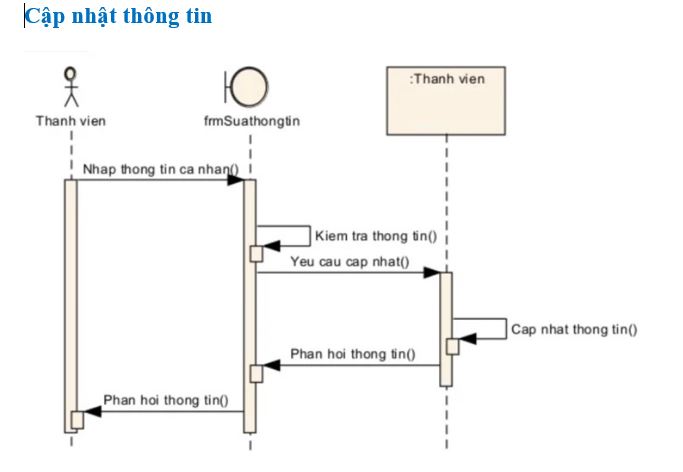 Cập nhật thông tin
:Thanh vien
Thanh vien
frmSuathongtin
Nhap thong tin ca nhan()
Kiem tra thong tin()
Yeu cau cap nhat()
Cap nhat thong tin()
Phan hoi thong tin()
Phan hoi thong tin()